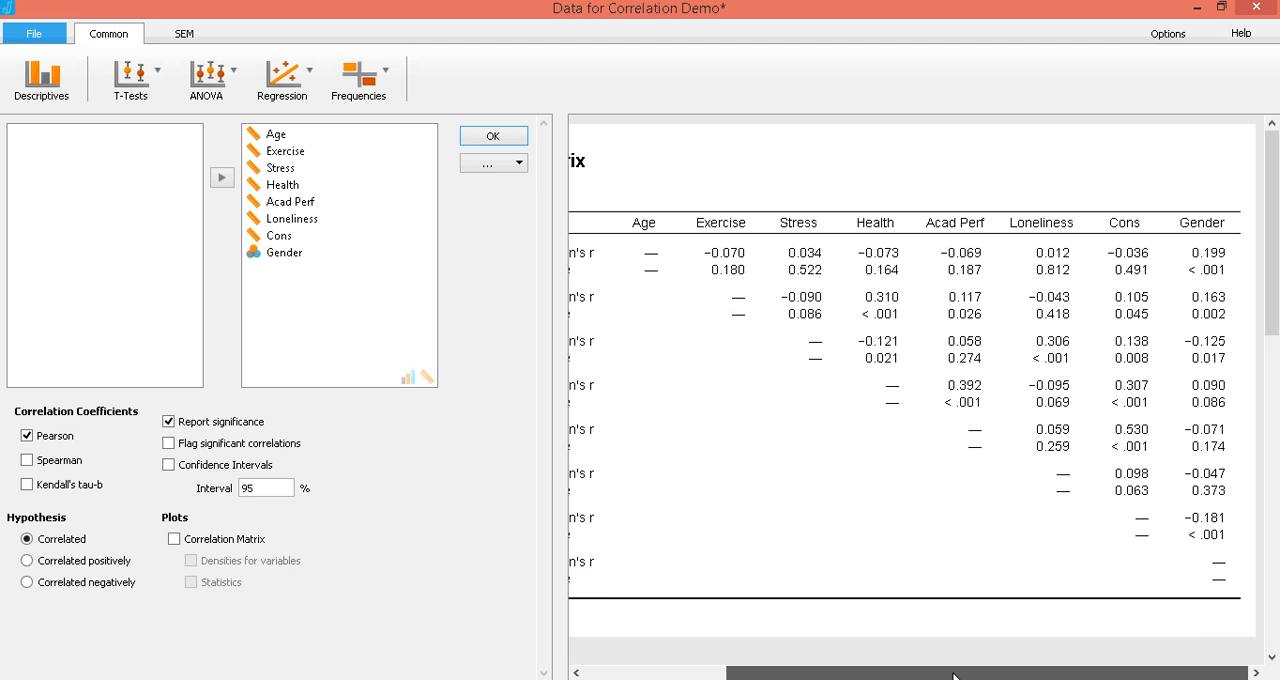 Data for Correlation Demo*
File Common SEM Options Help
Descriptives T-Tests ANOVA Regression Frequencies
Age
Exercise
Stress
Health
Acad Perf
Loneliness
Cons
Gender
OK
...
Correlation Coefficients
Pearson
Spearman
Kendall's tau-b
Report significance
Flag significant correlations
Confidence Intervals
Interval 95 %
Hypothesis
Correlated
Correlated positively
Correlated negatively
Plots
Correlation Matrix
Densities for variables
Statistics
rix
Age Exercise Stress Health Acad Perf Loneliness Cons Gender
n's r — −0.070 0.034 −0.073 −0.069 0.012 −0.036 0.199
e — 0.180 0.522 0.164 0.187 0.812 0.491 < .001
n's r — −0.090 0.310 0.117 −0.043 0.105 0.163
e — 0.086 < .001 0.026 0.418 0.045 0.002
n's r — −0.121 0.058 0.306 0.138 −0.125
e — 0.021 0.274 < .001 0.008 0.017
n's r — 0.392 −0.095 0.307 0.090
e — < .001 0.069 < .001 0.086
n's r — 0.059 0.530 −0.071
e — 0.259 < .001 0.174
n's r — 0.098 −0.047
e — 0.063 0.373
n's r — −0.181
e — < .001
n's r —
e —